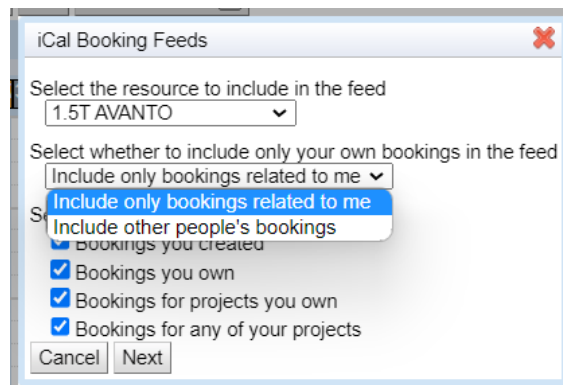 iCal Booking Feeds
Select the resource to include in the feed
1.5T AVANTO
Select whether to include only your own bookings in the feed
Include only bookings related to me
Include only bookings related to me
Include other people's bookings
Bookings you created
Bookings you own
Bookings for projects you own
Bookings for any of your projects
Cancel Next